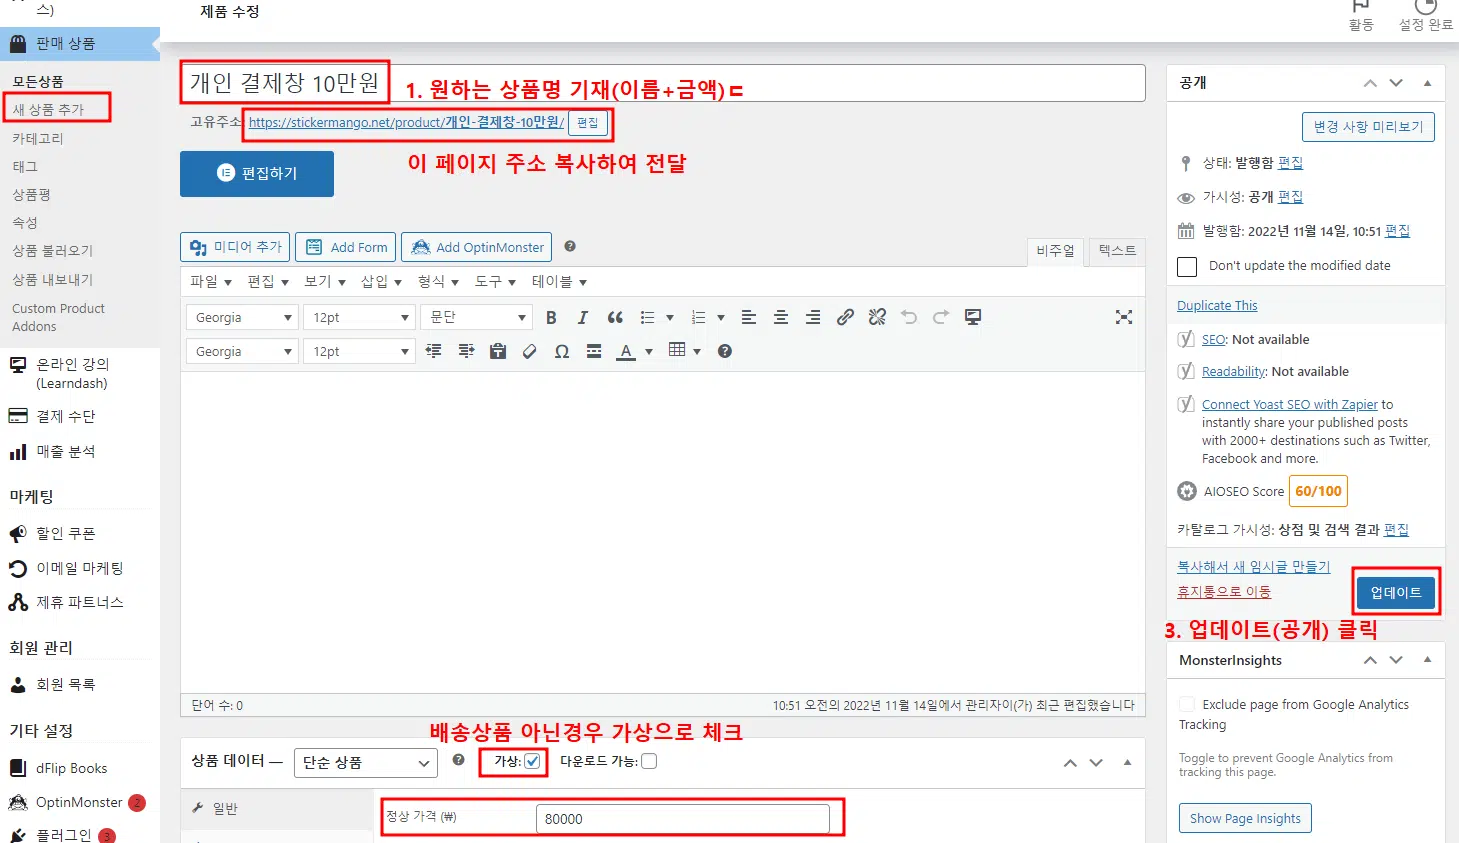 스)
판매 상품
모든상품
새 상품 추가
카테고리
태그
상품평
속성
상품 불러오기
상품 내보내기
Custom Product
Addons
온라인 강의
(Learndash)
결제 수단
매출 분석
마케팅
할인 쿠폰
이메일 마케팅
제휴 파트너스
회원 관리
회원 목록
기타 설정
dFlip Books
OptinMonster 2
플러그인 3
제품 수정
활동
설정 완료
개인 결제창 10만원
1. 원하는 상품명 기재(이름+금액)ㄷ
고유주소: https://stickermango.net/product/개인-결제창-10만원/ 편집
이 페이지 주소 복사하여 전달
편집하기
미디어 추가 Add Form Add OptinMonster
비주얼 텍스트
파일 편집 보기 삽입 형식 도구 테이블
Georgia 12pt 문단
Georgia 12pt
단어 수: 0
10:51 오전의 2022년 11월 14일에서 관리자이(가) 최근 편집했습니다
배송상품 아닌경우 가상으로 체크
상품 데이터 — 단순 상품 가상: 다운로드 가능:
일반
정상 가격 (₩) 80000
공개
변경 사항 미리보기
상태: 발행함 편집
가시성: 공개 편집
발행함: 2022년 11월 14일, 10:51 편집
Don't update the modified date
Duplicate This
SEO: Not available
Readability: Not available
Connect Yoast SEO with Zapier to
instantly share your published posts
with 2000+ destinations such as Twitter,
Facebook and more.
AIOSEO Score 60/100
카탈로그 가시성: 상점 및 검색 결과 편집
복사해서 새 임시글 만들기
휴지통으로 이동
업데이트
3. 업데이트(공개) 클릭
MonsterInsights
Exclude page from Google Analytics
Tracking
Toggle to prevent Google Analytics from
tracking this page.
Show Page Insights